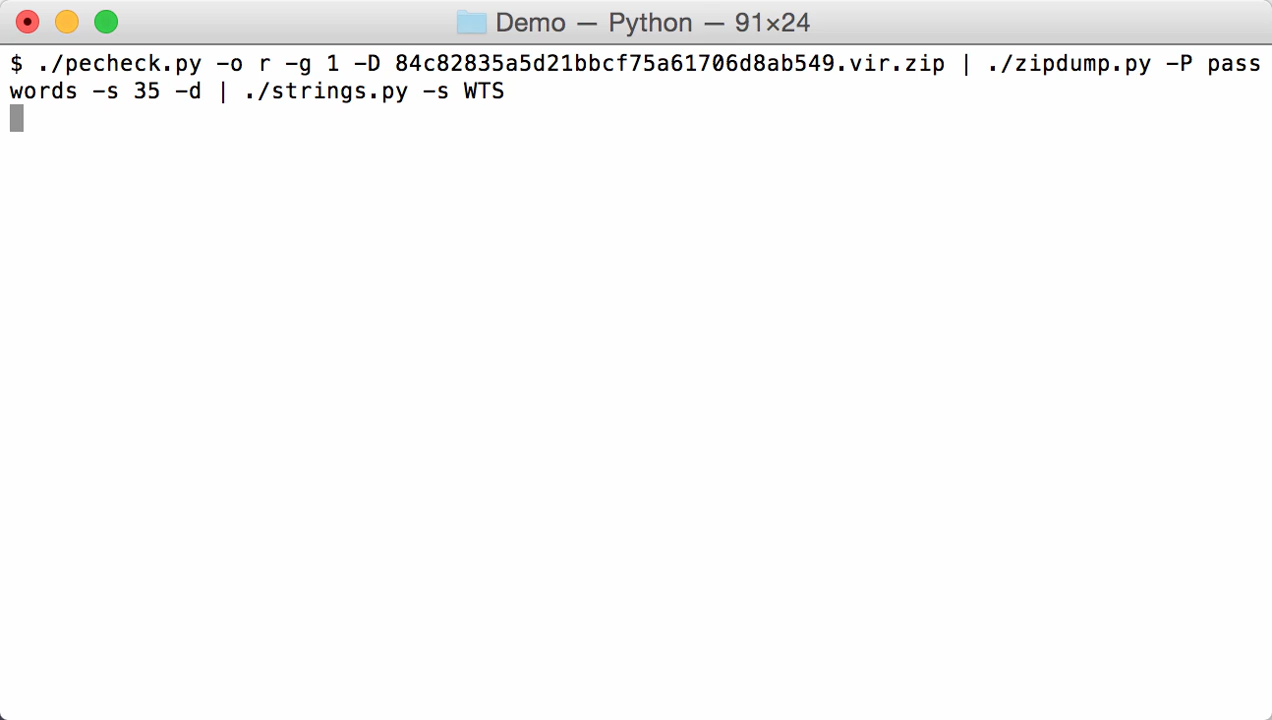 Demo — Python — 91×24
$ ./pecheck.py -o r -g 1 -D 84c82835a5d21bbcf75a61706d8ab549.vir.zip | ./zipdump.py -P pass
words -s 35 -d | ./strings.py -s WTS